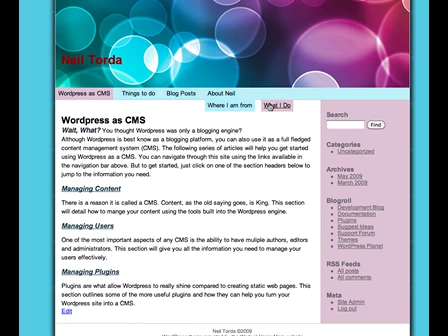 Neil Torda
Wordpress as CMS Things to do Blog Posts About Neil
Where I am from What I Do
Wordpress as CMS
Wait, What? You thought Wordpress was only a blogging engine?
Although Wordpress is best know as a blogging platform, you can also use it as a full fledged
content management system (CMS). The following series of articles will help you get started
using Wordpress as a CMS. You can navigate through this site using the links available in
the navigation bar above. But to get started, just click on one of the section headers below to
jump to the information you need.
Managing Content
There is a reason it is called a CMS. Content, as the old saying goes, is King. This section
will detail how to mange your content using the tools built into the Wordpress engine.
Managing Users
One of the most important aspects of any CMS is the ability to have muliple authors, editors
and administrators. This section will give you all the information you need to manage your
users effectively.
Managing Plugins
Plugins are what allow Wordpress to really shine compared to creating static web pages. This
section outlines some of the more useful plugins and how they can help you turn your
Wordpress site into a CMS.
Edit
Search
Find
Categories
Uncategorized
Archives
May 2009
March 2009
Blogroll
Development Blog
Documentation
Plugins
Suggest Ideas
Support Forum
Themes
WordPress Planet
RSS Feeds
All posts
All comments
Meta
Site Admin
Log out
Neil Torda ©2009